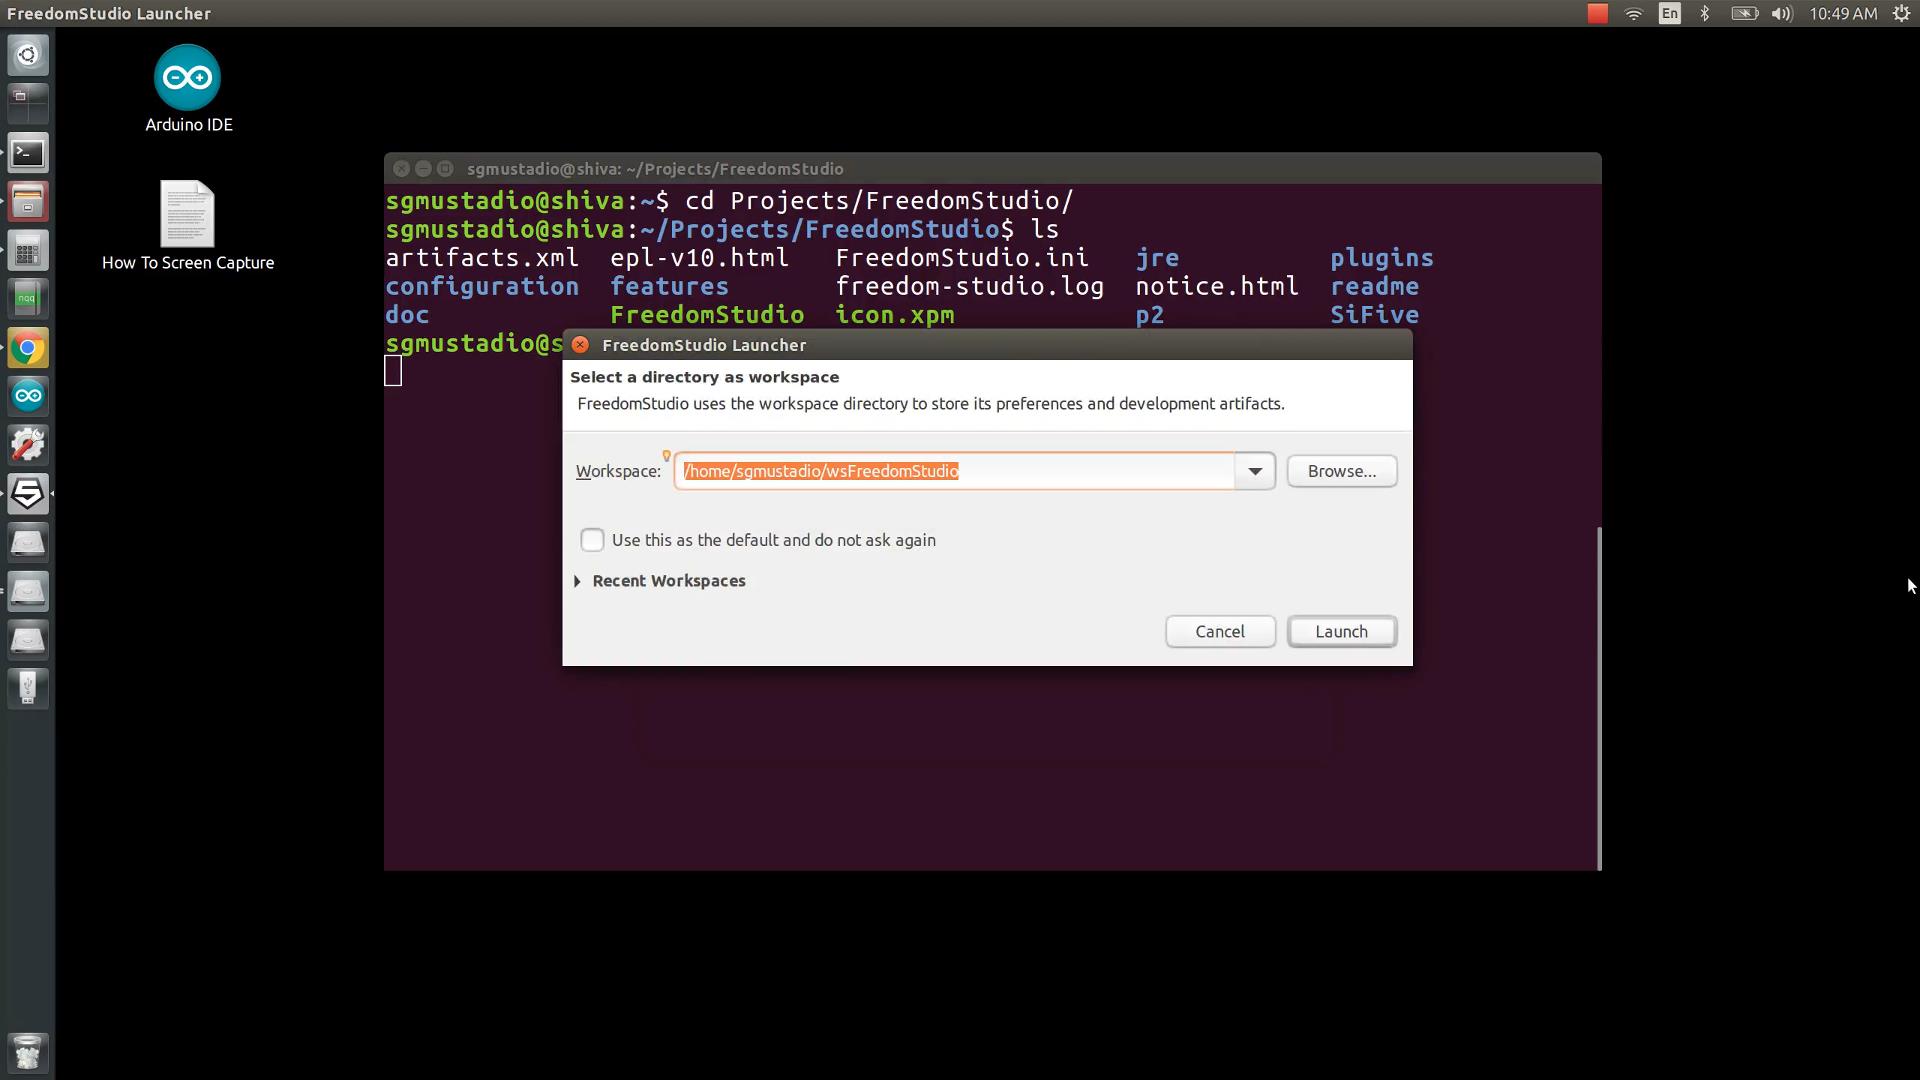 FreedomStudio Launcher
En
10:49 AM
Arduino IDE
How To Screen Capture
nqq
sgmustadio@shiva: ~/Projects/FreedomStudio
sgmustadio@shiva:~$ cd Projects/FreedomStudio/
sgmustadio@shiva:~/Projects/FreedomStudio$ ls
artifacts.xml epl-v10.html FreedomStudio.ini jre plugins
configuration features freedom-studio.log notice.html readme
doc FreedomStudio icon.xpm p2 SiFive
sgmustadio@s
FreedomStudio Launcher
Select a directory as workspace
FreedomStudio uses the workspace directory to store its preferences and development artifacts.
Workspace: /home/sgmustadio/wsFreedomStudio Browse...
Use this as the default and do not ask again
Recent Workspaces
Cancel Launch